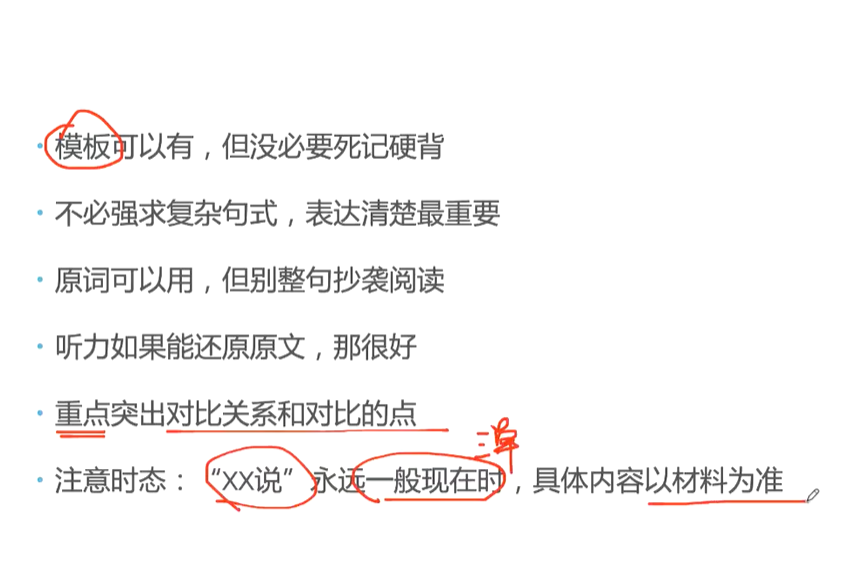 • 模板可以有，但没必要死记硬背
• 不必强求复杂句式，表达清楚最重要
• 原词可以用，但别整句抄袭阅读
• 听力如果能还原原文，那很好
• 重点突出对比关系和对比的点
三单
• 注意时态：“XX说”永远一般现在时，具体内容以材料为准